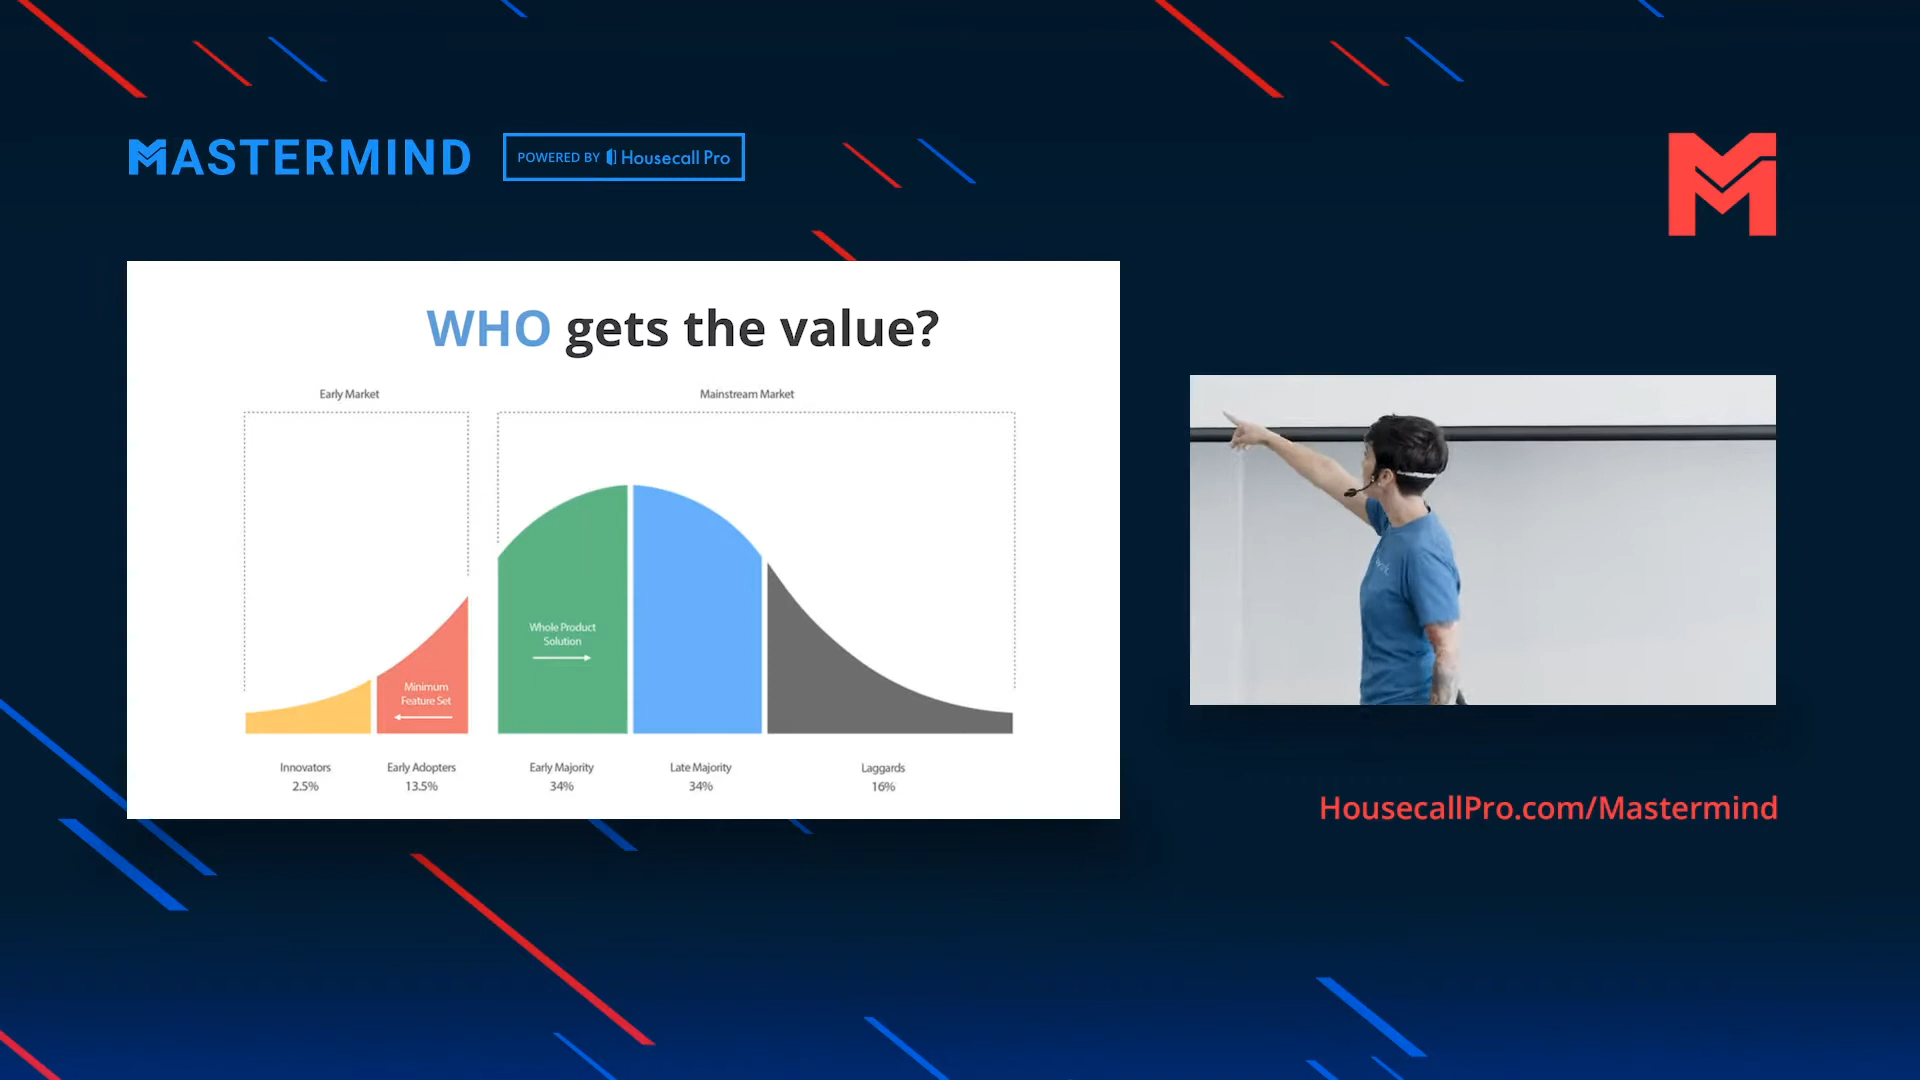 MASTERMIND
POWERED BY Housecall Pro
WHO gets the value?
Early Market
Mainstream Market
Whole Product
Solution
Minimum
Feature Set
Innovators
2.5%
Early Adopters
13.5%
Early Majority
34%
Late Majority
34%
Laggards
16%
HousecallPro.com/Mastermind